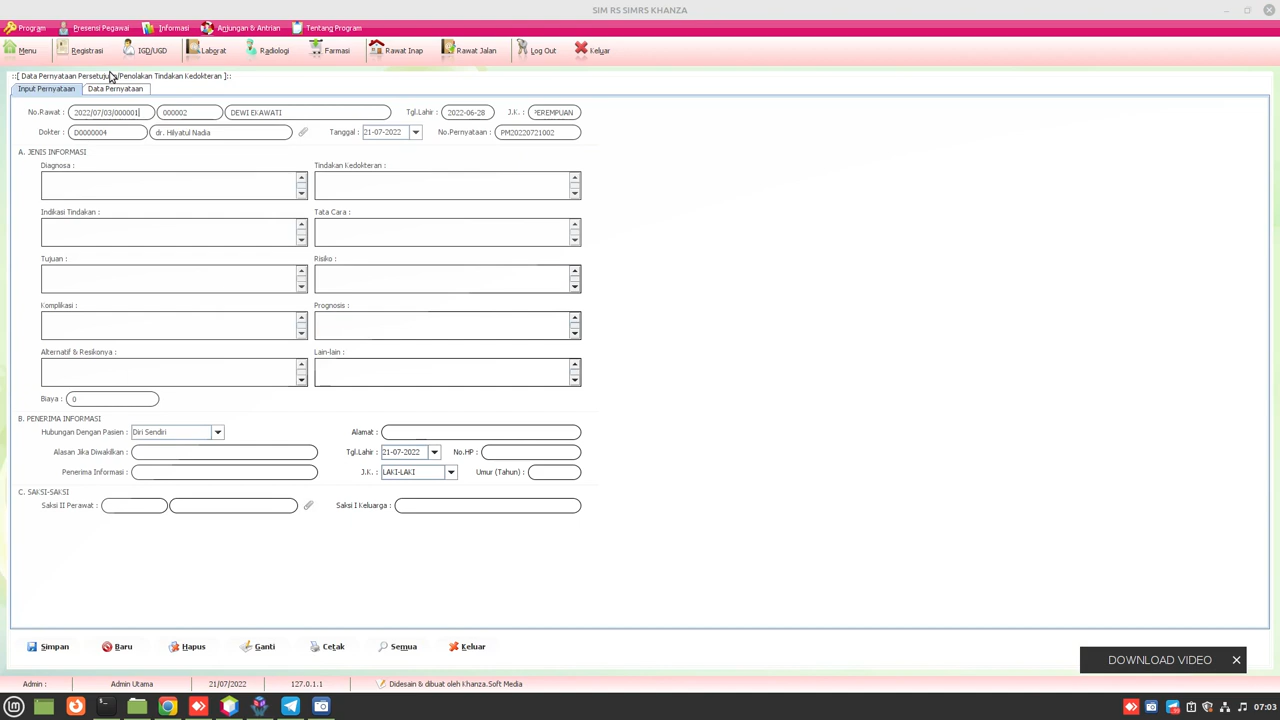 SIM RS SIMRS KHANZA
Program Presensi Pegawai Informasi Anjungan & Antrian Tentang Program
Menu Registrasi IGD/UGD Laborat Radiologi Farmasi Rawat Inap Rawat Jalan Log Out Keluar
::[ Data Pernyataan Persetujuan/Penolakan Tindakan Kedokteran ]::
Input Pernyataan Data Pernyataan
No.Rawat : 2022/07/03/000001 000002 DEWI EKAWATI Tgl.Lahir : 2022-06-28 J.K. : PEREMPUAN
Dokter : D0000004 dr. Hilyatul Nadia Tanggal : 21-07-2022 No.Pernyataan : PM20220721002
A. JENIS INFORMASI
Diagnosa : Tindakan Kedokteran :
Indikasi Tindakan : Tata Cara :
Tujuan : Risiko :
Komplikasi : Prognosis :
Alternatif & Resikonya : Lain-lain :
Biaya : 0
B. PENERIMA INFORMASI
Hubungan Dengan Pasien : Diri Sendiri Alamat :
Alasan Jika Diwakilkan : Tgl.Lahir : 21-07-2022 No.HP :
Penerima Informasi : J.K. : LAKI-LAKI Umur (Tahun) :
C. SAKSI-SAKSI
Saksi II Perawat : Saksi I Keluarga :
Simpan Baru Hapus Ganti Cetak Semua Keluar
DOWNLOAD VIDEO
Admin : Admin Utama 21/07/2022 127.0.1.1 Didesain & dibuat oleh Khanza.Soft Media
07:03